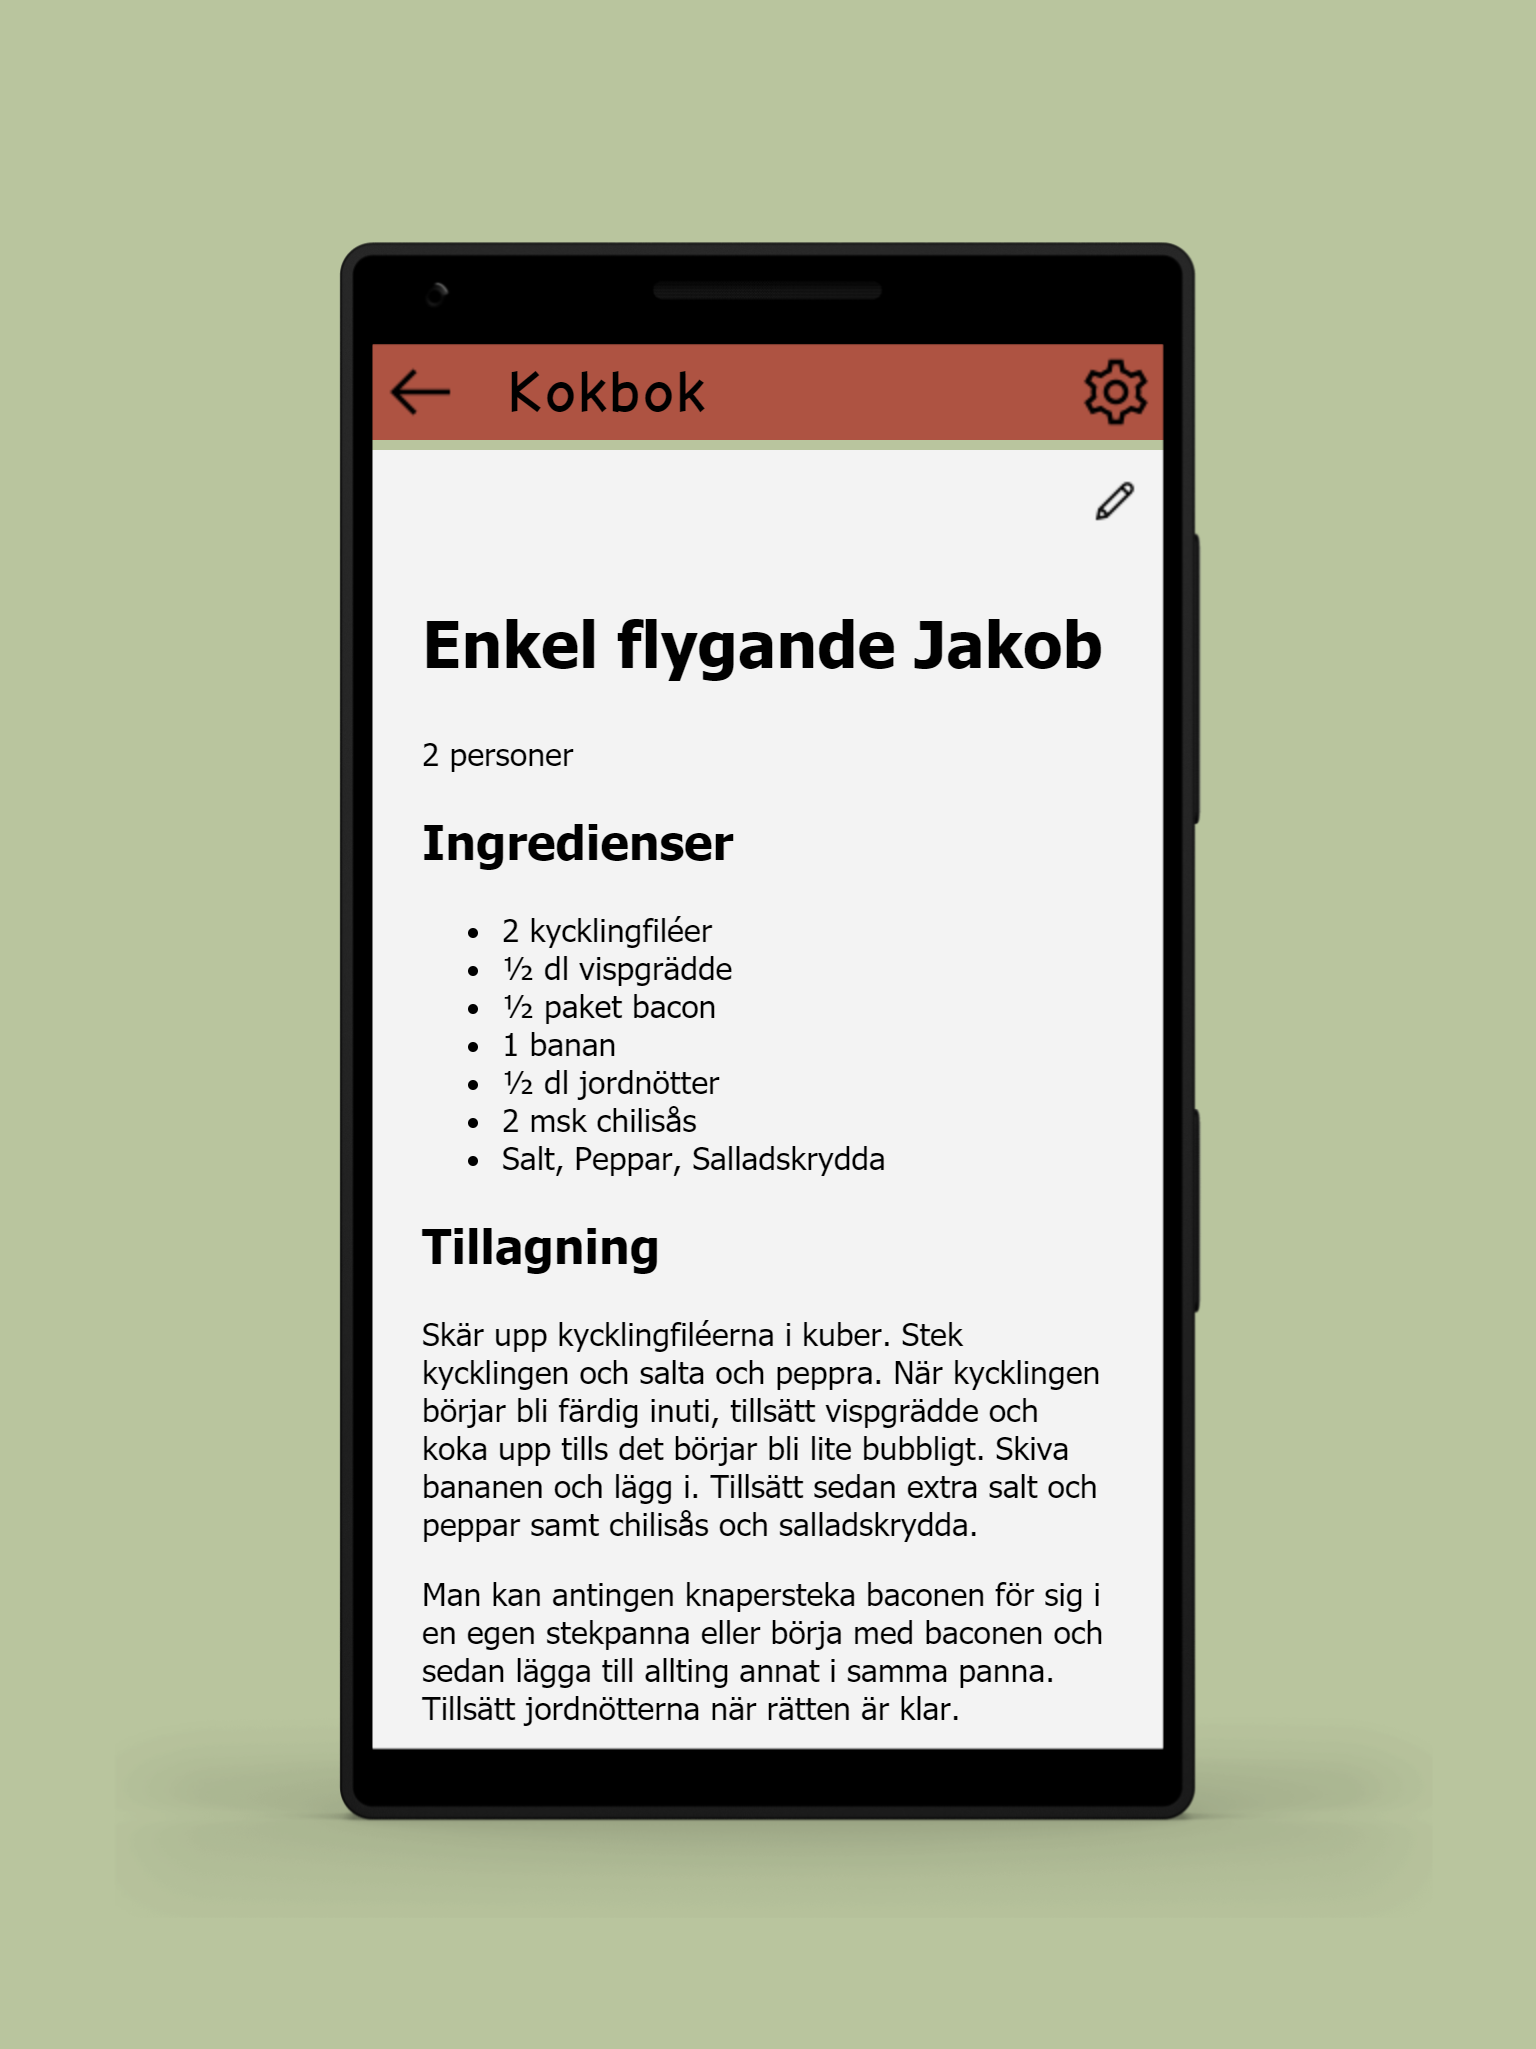 Kokbok
Enkel flygande Jakob
2 personer
Ingredienser
• 2 kycklingfiléer
• ½ dl vispgrädde
• ½ paket bacon
• 1 banan
• ½ dl jordnötter
• 2 msk chilisås
• Salt, Peppar, Salladskrydda
Tillagning
Skär upp kycklingfiléerna i kuber. Stek
kycklingen och salta och peppra. När kycklingen
börjar bli färdig inuti, tillsätt vispgrädde och
koka upp tills det börjar bli lite bubbligt. Skiva
bananen och lägg i. Tillsätt sedan extra salt och
peppar samt chilisås och salladskrydda.
Man kan antingen knapersteka baconen för sig i
en egen stekpanna eller börja med baconen och
sedan lägga till allting annat i samma panna.
Tillsätt jordnötterna när rätten är klar.